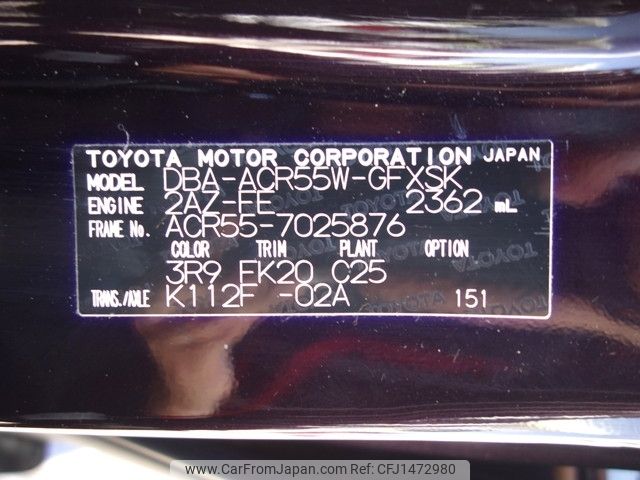 TOYOTA MOTOR CORPORATION JAPAN
MODEL DBA-ACR55W-GFXSK
ENGINE 2AZ-FE 2362 mL
FRAME No. ACR55-7025876
COLOR TRIM PLANT OPTION
3R9 FK20 C25
TRANS./AXLE K112F -02A 151
www.CarFromJapan.com - Ref No: CFJ1472980